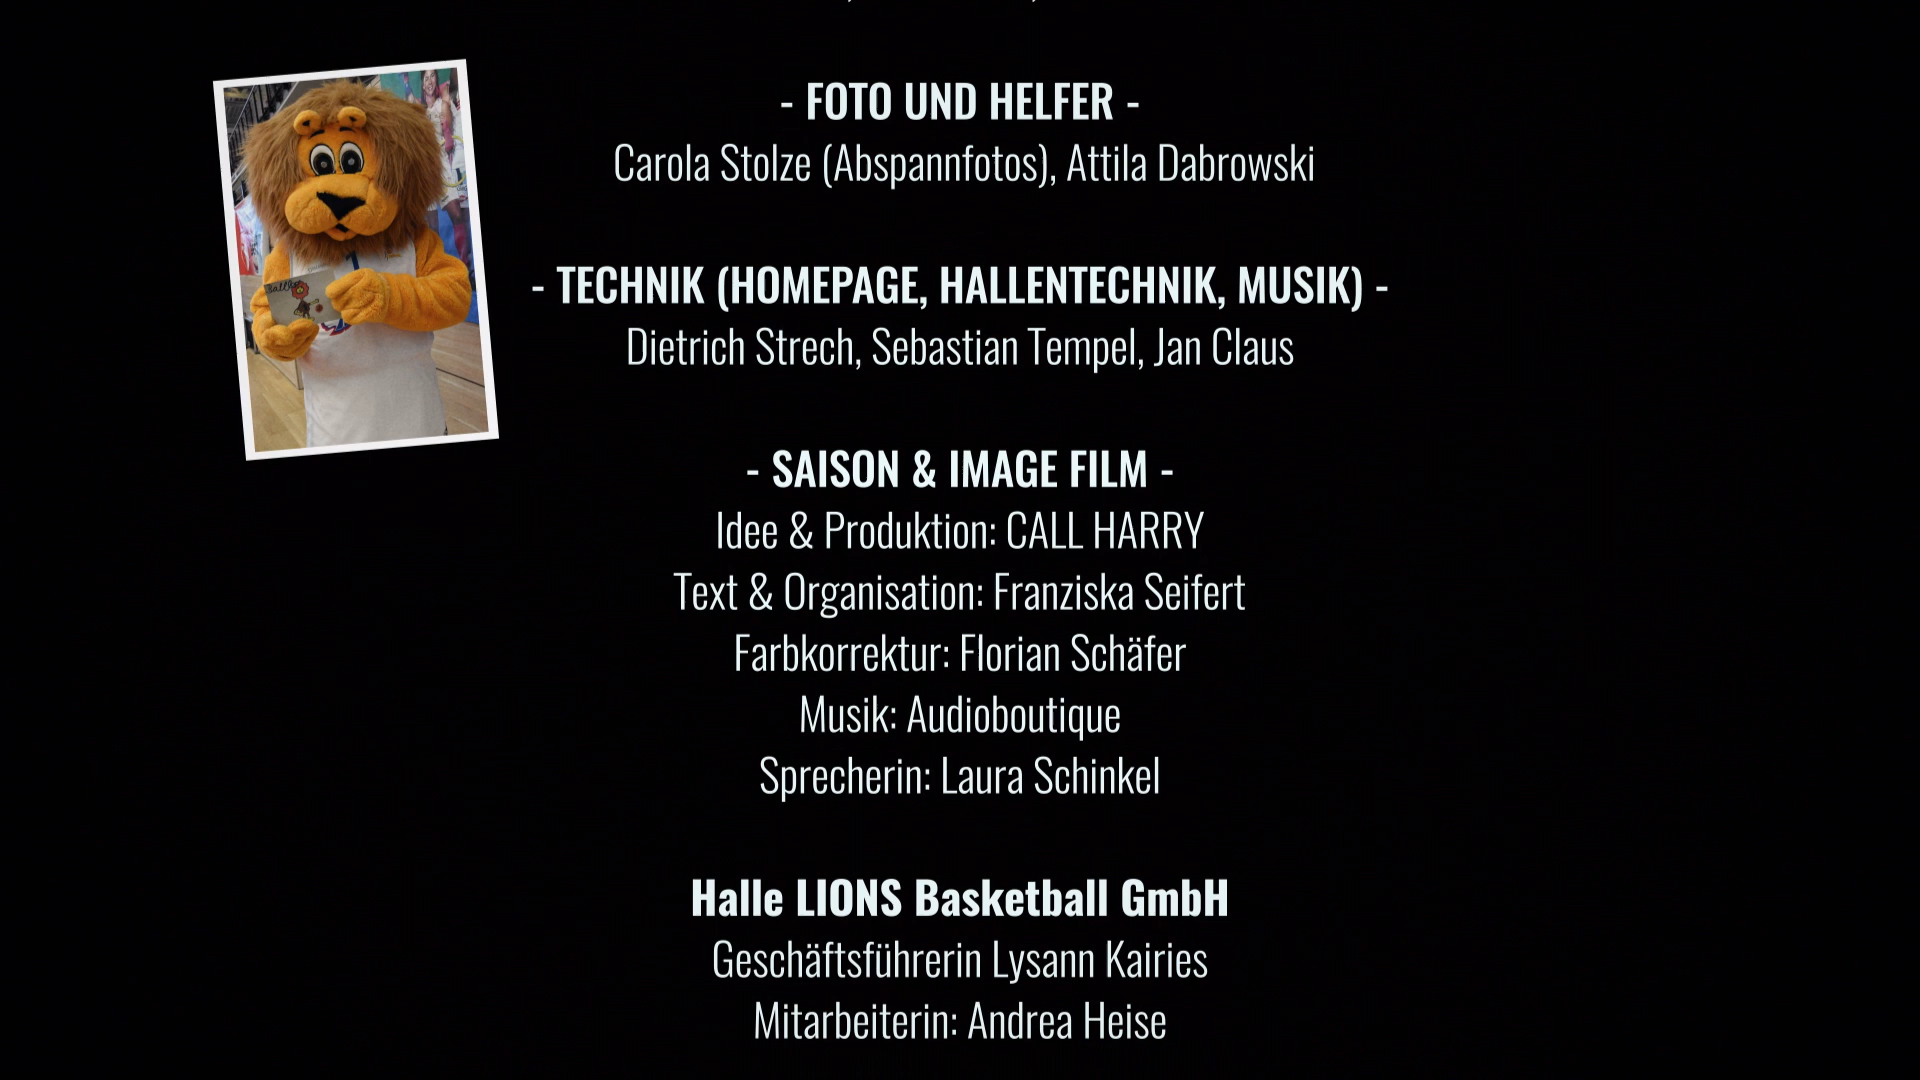 - FOTO UND HELFER -
Carola Stolze (Abspannfotos), Attila Dabrowski
- TECHNIK (HOMEPAGE, HALLENTECHNIK, MUSIK) -
Dietrich Strech, Sebastian Tempel, Jan Claus
- SAISON & IMAGE FILM -
Idee & Produktion: CALL HARRY
Text & Organisation: Franziska Seifert
Farbkorrektur: Florian Schäfer
Musik: Audioboutique
Sprecherin: Laura Schinkel
Halle LIONS Basketball GmbH
Geschäftsführerin Lysann Kairies
Mitarbeiterin: Andrea Heise